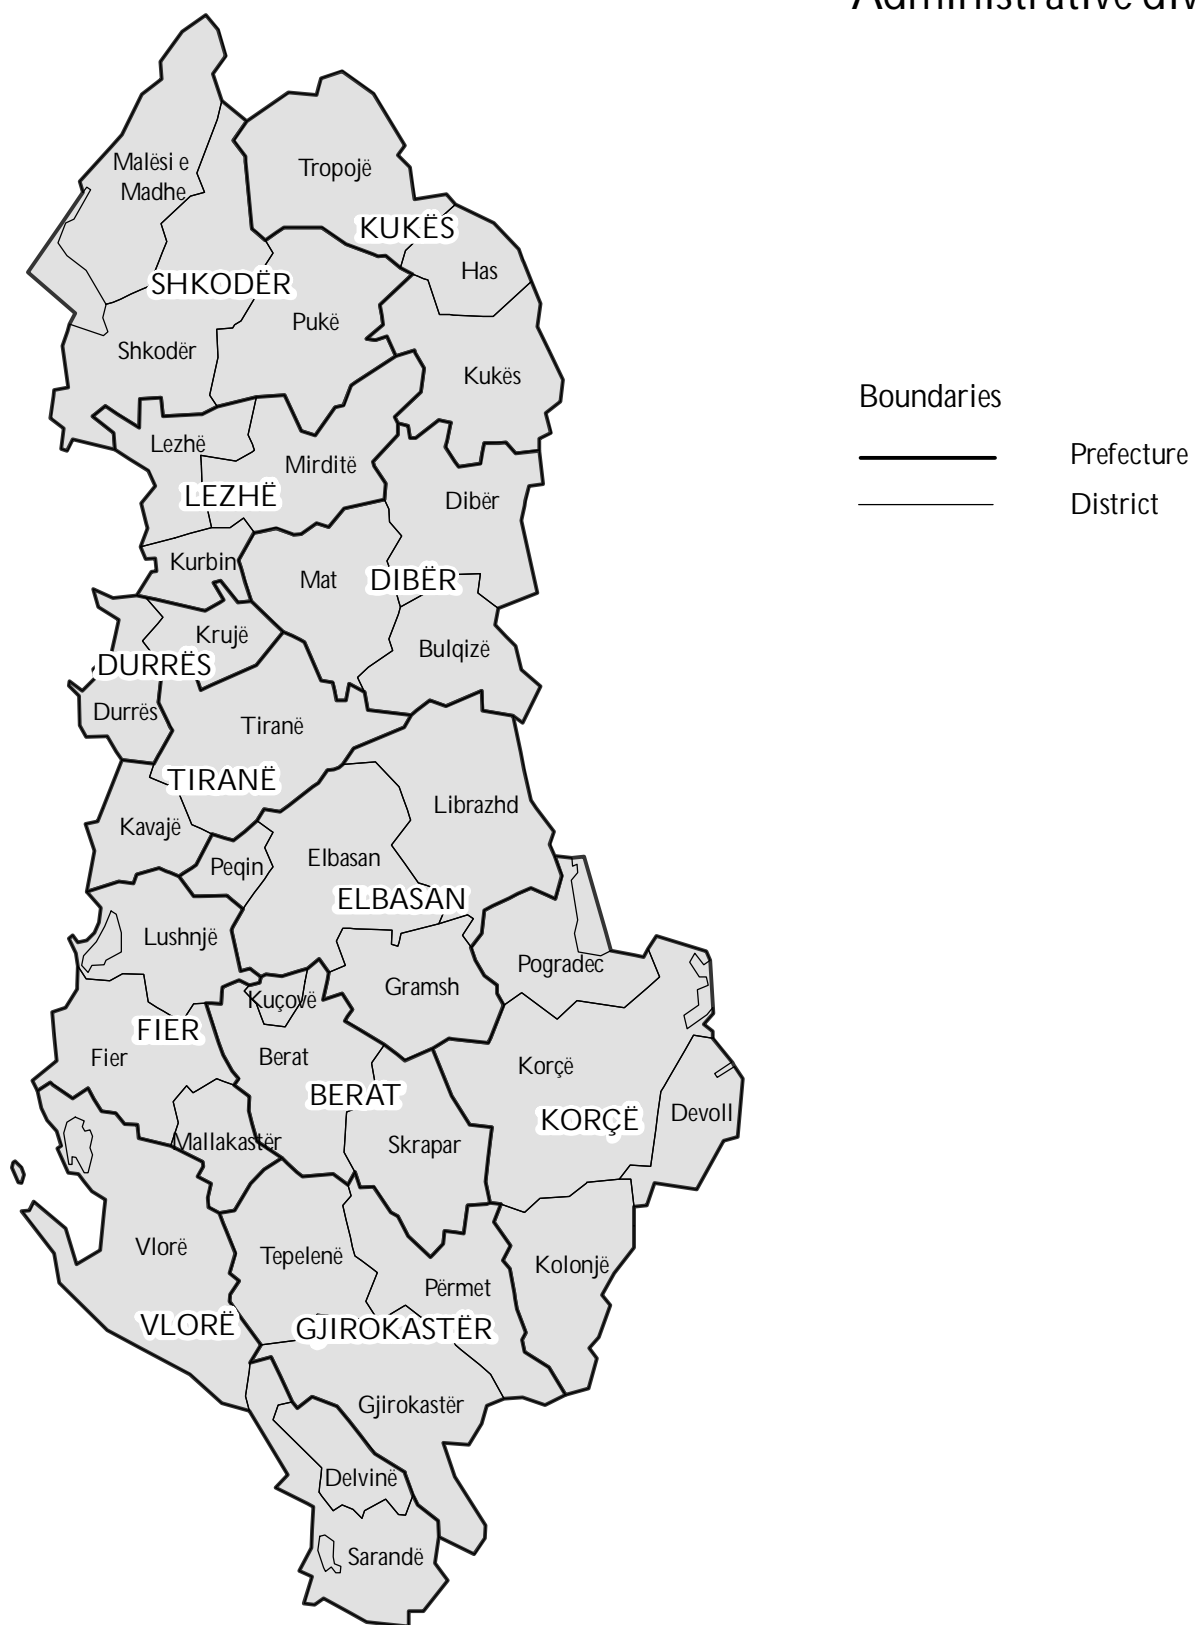 Administrative div
Malësi e
Madhe
Tropojë
KUKËS
Has
SHKODËR
Pukë
Shkodër
Kukës
Boundaries
Prefecture
District
Lezhë
Mirditë
LEZHË
Dibër
Kurbin
Mat
DIBËR
Krujë
Bulqizë
DURRËS
Durrës
Tiranë
TIRANË
Librazhd
Kavajë
Peqin
Elbasan
ELBASAN
Lushnjë
Pogradec
Gramsh
Kuçovë
FIER
Fier
Berat
Korçë
BERAT
KORÇË
Devoll
Mallakastër
Skrapar
Vlorë
Tepelenë
Kolonjë
Përmet
VLORË
GJIROKASTËR
Gjirokastër
Delvinë
Sarandë